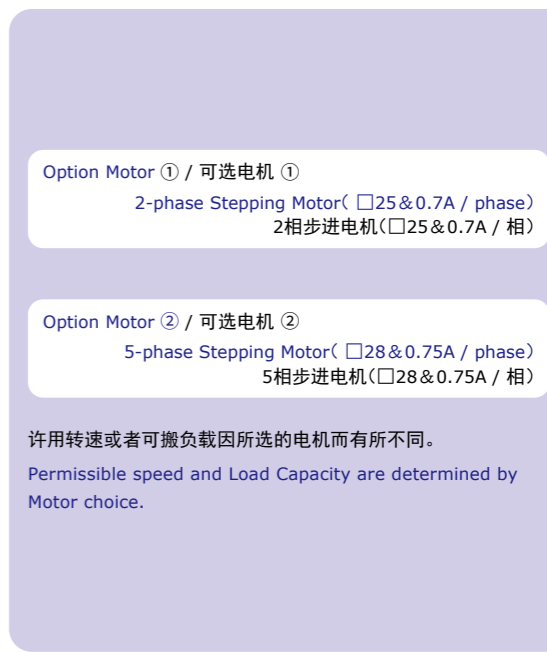 Option Motor ① / 可选电机 ①
2-phase Stepping Motor( □25&0.7A / phase)
2相步进电机(□25&0.7A / 相)
Option Motor ② / 可选电机 ②
5-phase Stepping Motor( □28&0.75A / phase)
5相步进电机(□28&0.75A / 相)
许用转速或者可搬负载因所选的电机而有所不同。
Permissible speed and Load Capacity are determined by
Motor choice.